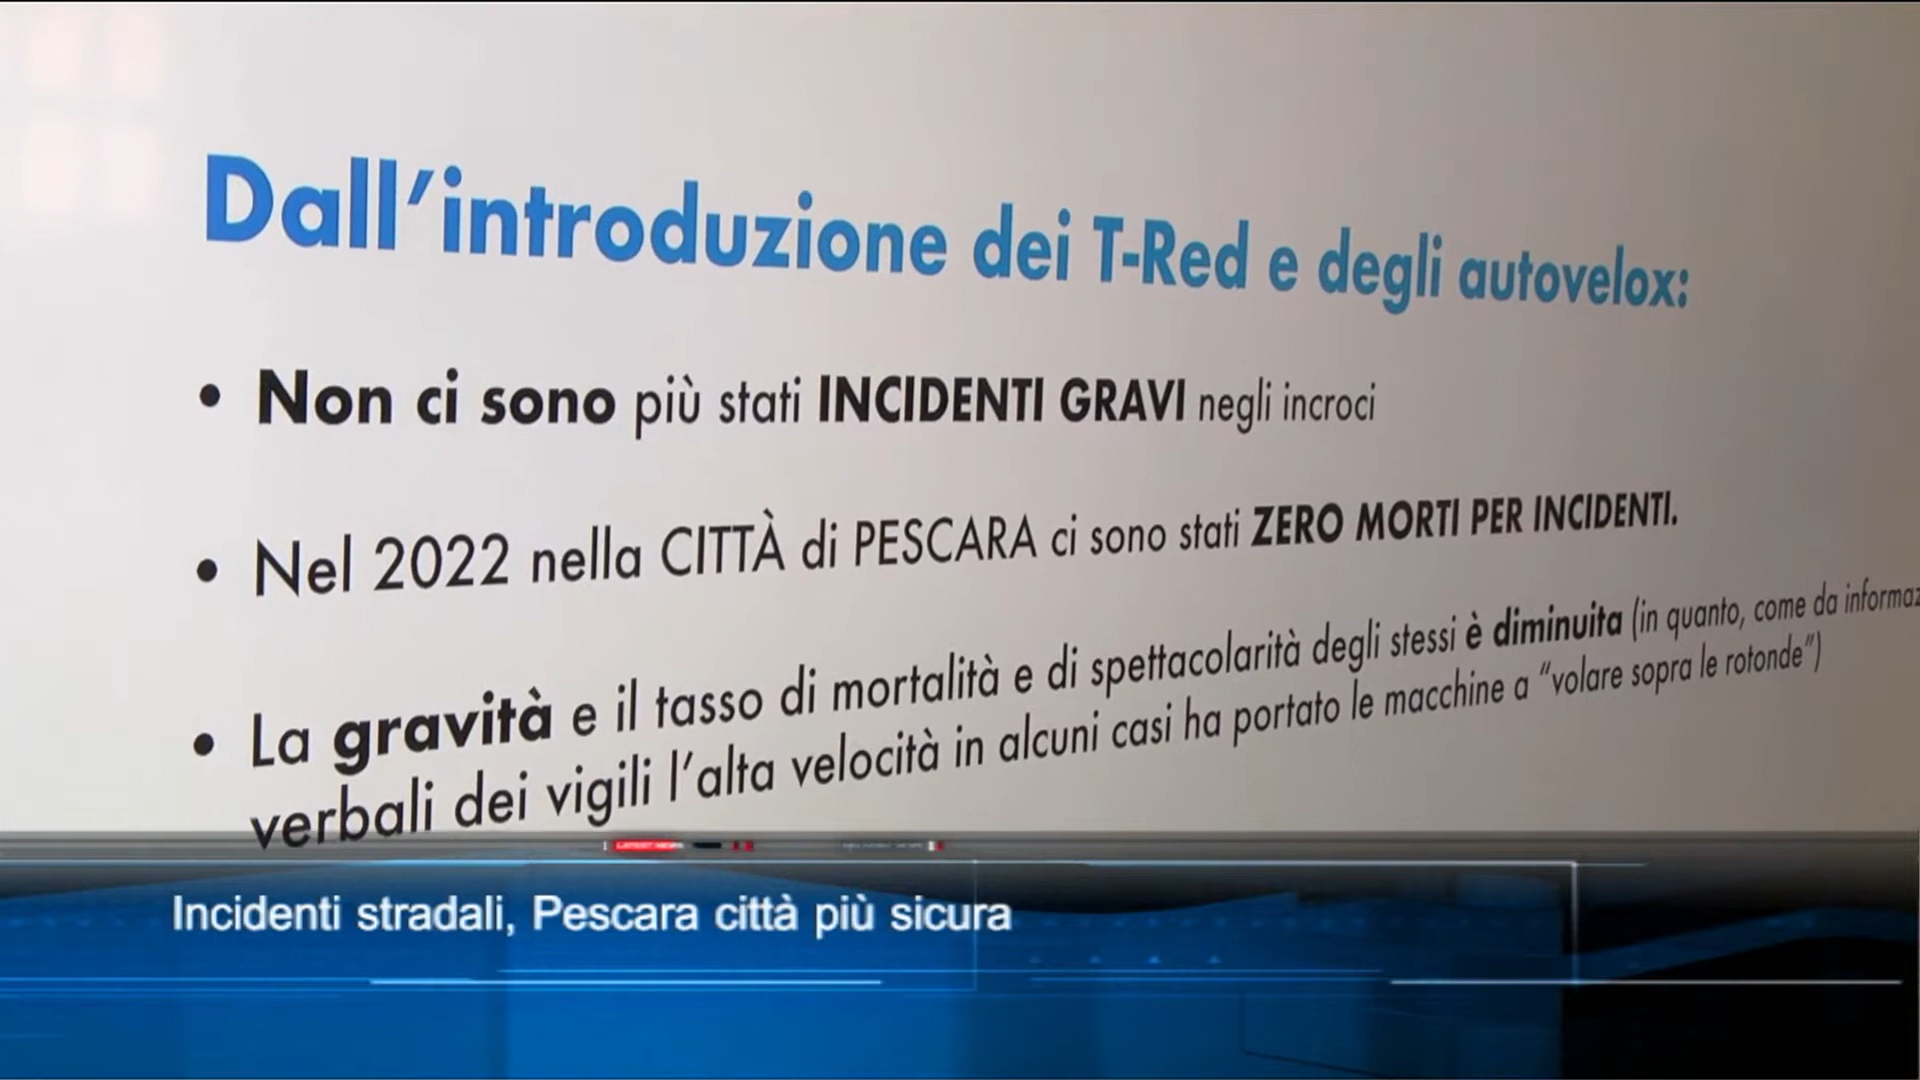 Dall'introduzione dei T-Red e degli autovelox:
• Non ci sono più stati INCIDENTI GRAVI negli incroci
• Nel 2022 nella CITTÀ di PESCARA ci sono stati ZERO MORTI PER INCIDENTI.
• La gravità e il tasso di mortalità e di spettacolarità degli stessi è diminuita (in quanto, come da
verbali dei vigili l'alta velocità in alcuni casi ha portato le macchine a "volare sopra le rotonde")
LATEST NEWS
Incidenti stradali, Pescara città più sicura